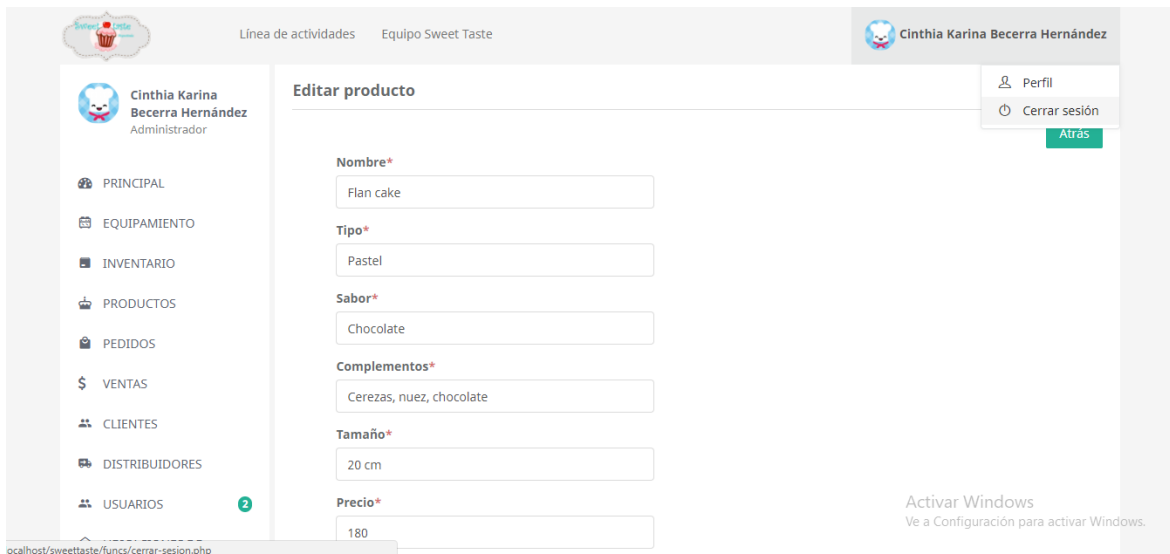 Sweet taste
Línea de actividades
Equipo Sweet Taste
Cinthia Karina Becerra Hernández
Perfil
Cerrar sesión
Cinthia Karina
Becerra Hernández
Administrador
PRINCIPAL
EQUIPAMIENTO
INVENTARIO
PRODUCTOS
PEDIDOS
VENTAS
CLIENTES
DISTRIBUIDORES
USUARIOS
2
Editar producto
Atrás
Nombre*
Flan cake
Tipo*
Pastel
Sabor*
Chocolate
Complementos*
Cerezas, nuez, chocolate
Tamaño*
20 cm
Precio*
180
Activar Windows
Ve a Configuración para activar Windows.
ocalhost/sweettaste/funcs/cerrar-sesion.php